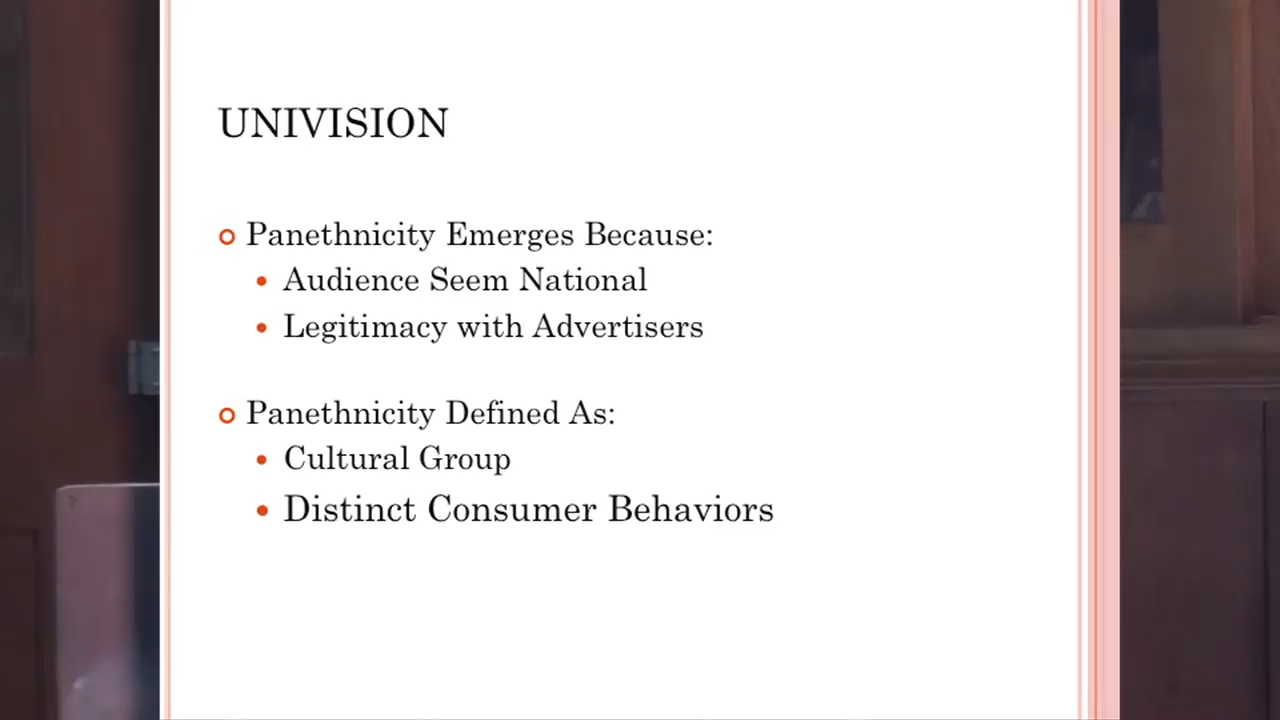 UNIVISION
Panethnicity Emerges Because:
Audience Seem National
Legitimacy with Advertisers
Panethnicity Defined As:
Cultural Group
Distinct Consumer Behaviors